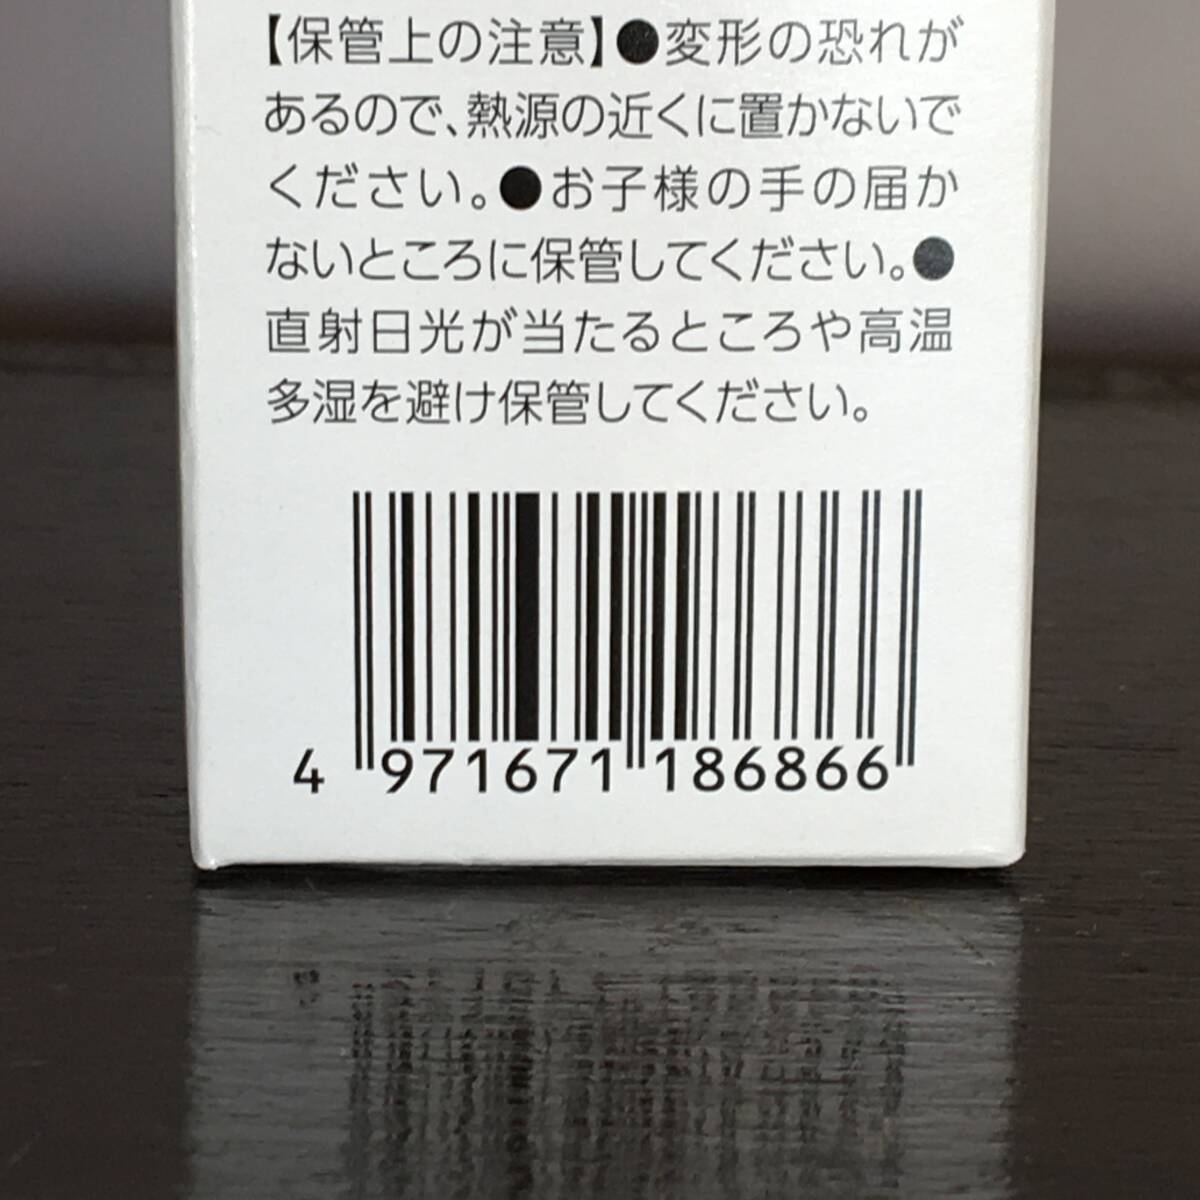 【保管上の注意】●変形の恐れが
あるので、熱源の近くに置かないで
ください。●お子様の手の届か
ないところに保管してください。●
直射日光が当たるところや高温
多湿を避け保管してください。
4 971671 186866